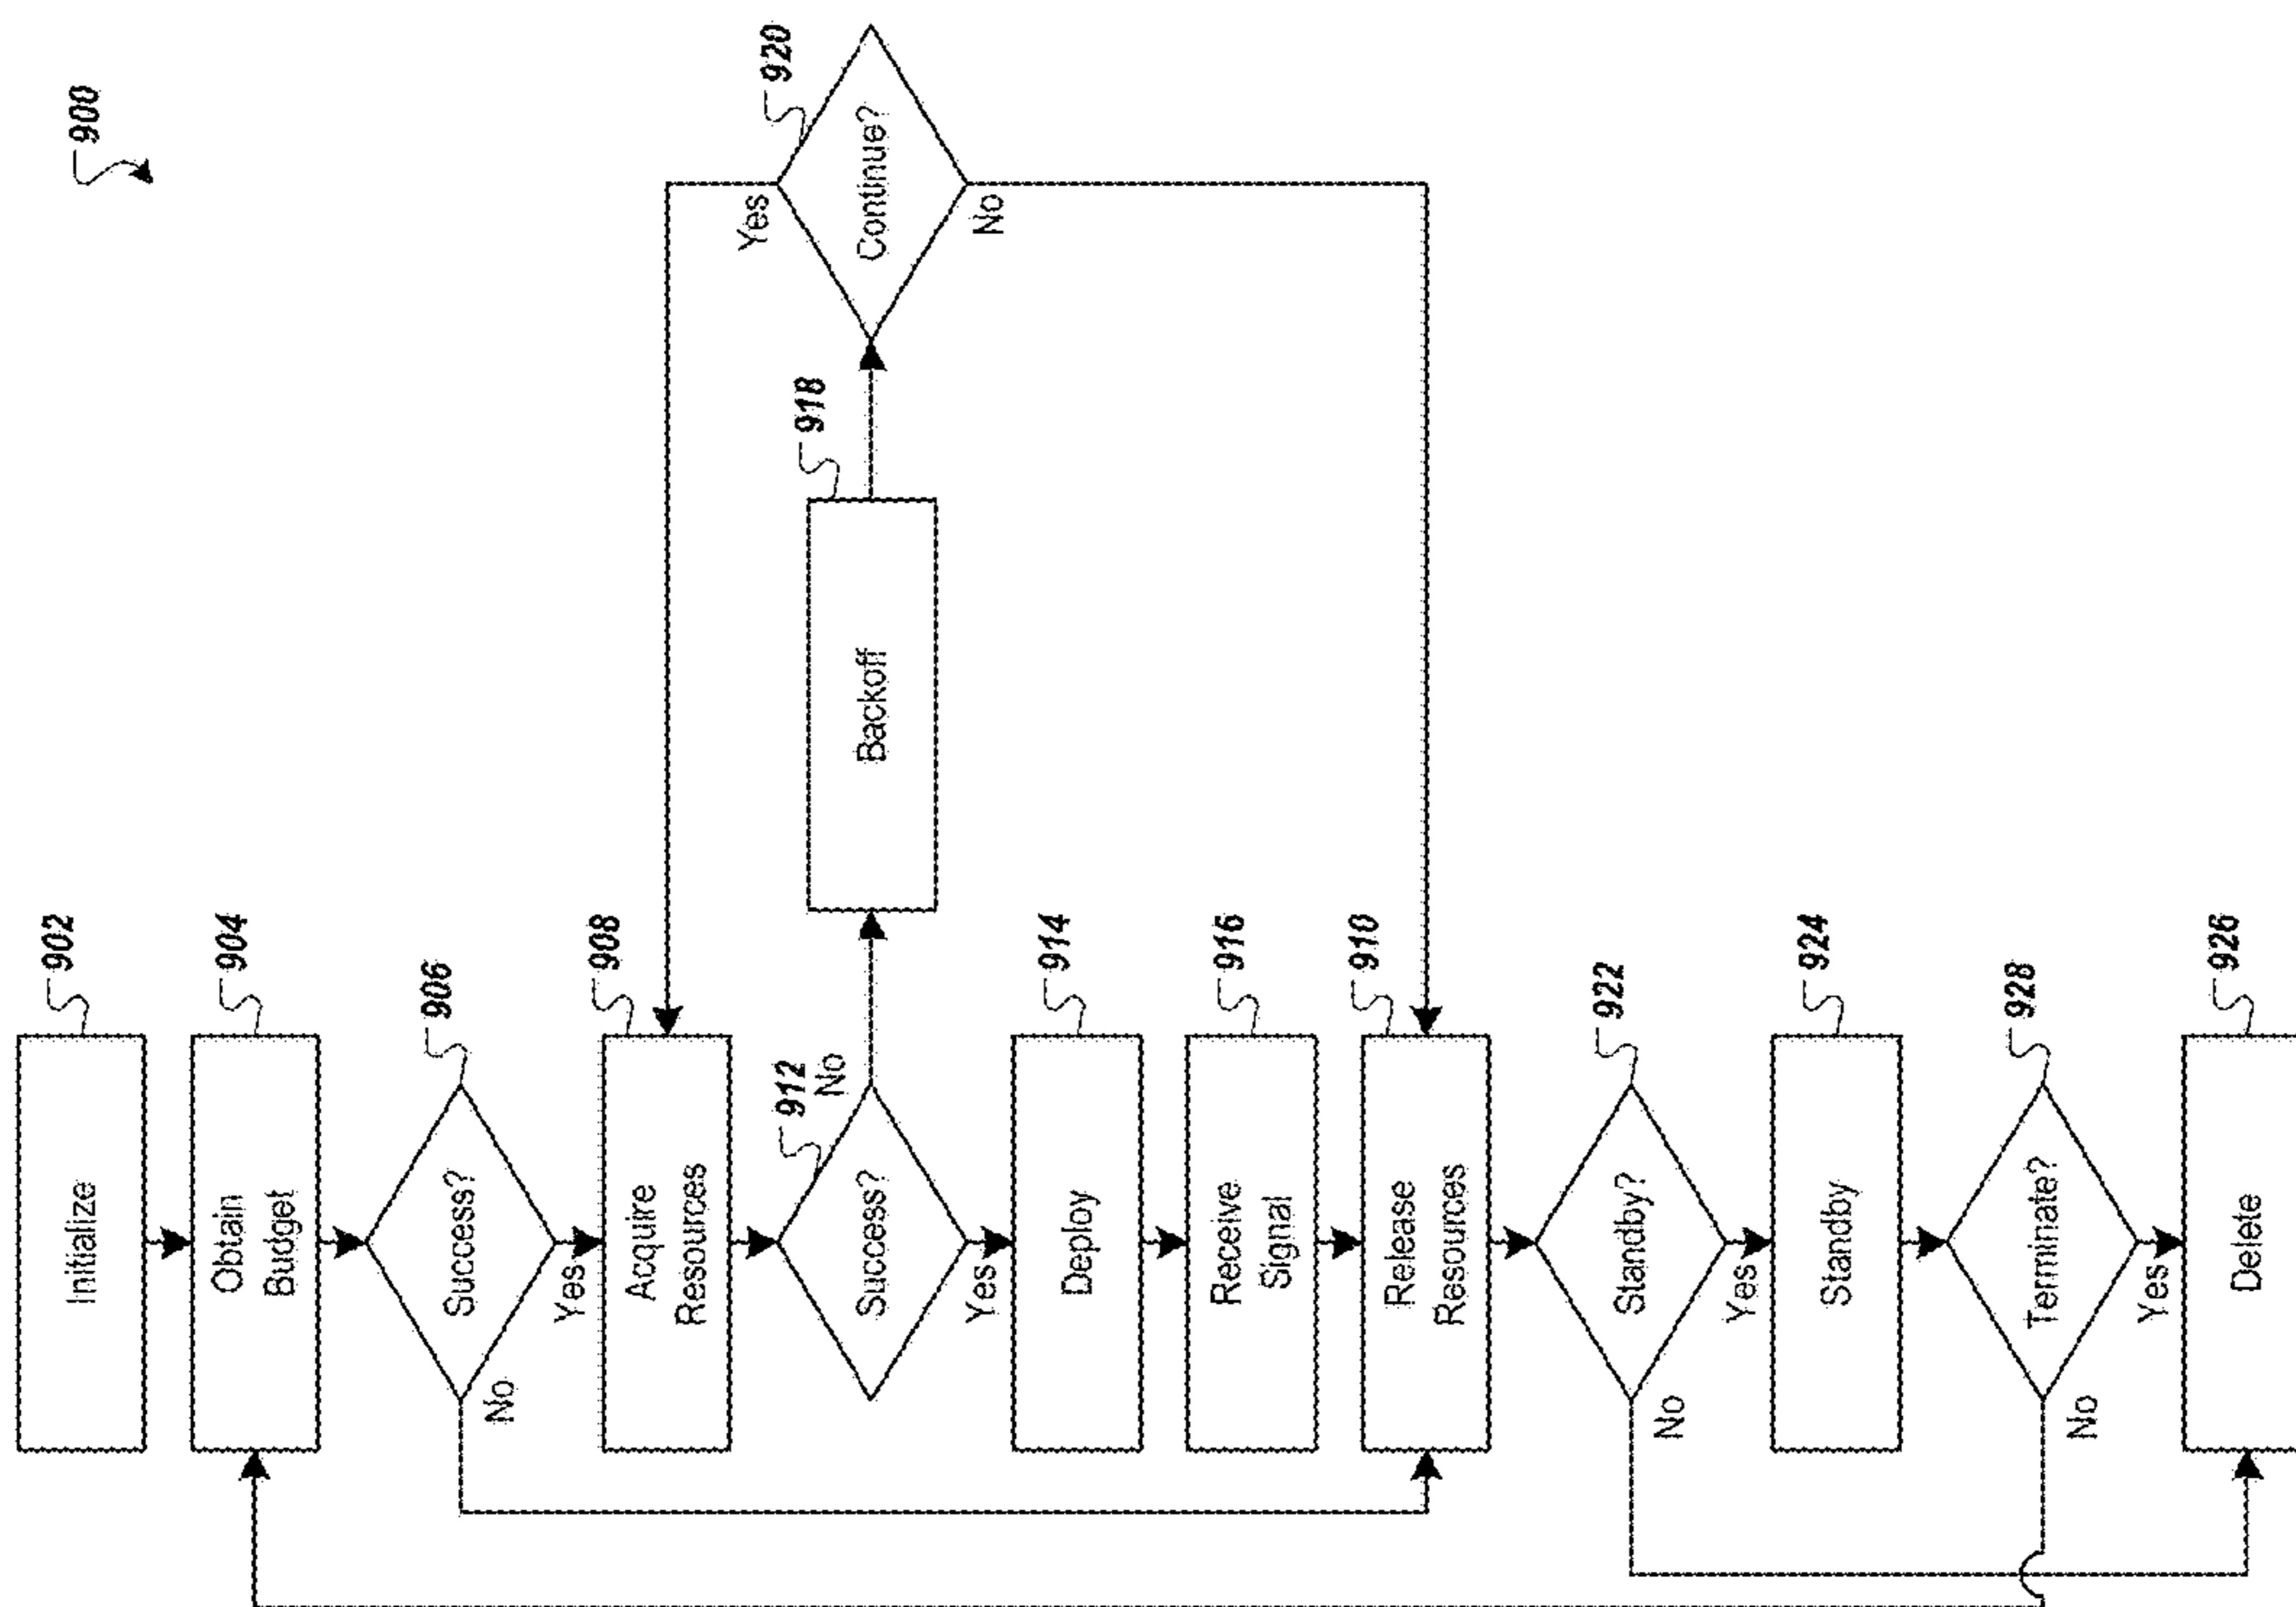 900
Initialize
902
Obtain
Budget
904
Success?
906
No
Yes
Acquire
Resources
908
Success?
912
No
Yes
Backoff
918
Continue?
920
Yes
No
Deploy
914
Receive
Signal
916
Release
Resources
910
Standby?
922
No
Yes
Standby
924
Terminate?
928
No
Yes
Delete
926